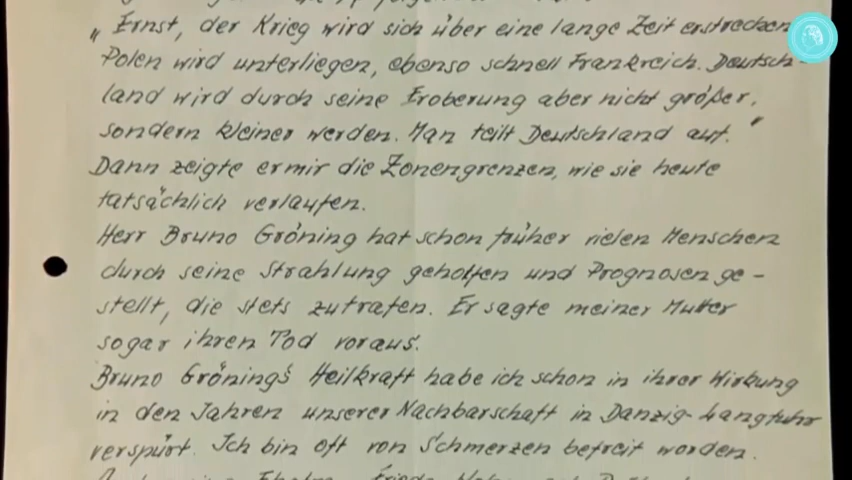 „Ernst, der Krieg wird sich über eine lange Zeit erstrecken.
Polen wird unterliegen, ebenso schnell Frankreich. Deutsch-
land wird durch seine Eroberung aber nicht größer,
sondern kleiner werden. Man teilt Deutschland auf."
Dann zeigte er mir die Zonengrenzen, wie sie heute
tatsächlich verlaufen.
Herr Bruno Gröning hat schon früher vielen Menschen
durch seine Strahlung geholfen und Prognosen ge-
stellt, die stets zutrafen. Er sagte meiner Mutter
sogar ihren Tod voraus.
Bruno Gröning's Heilkraft habe ich schon in ihrer Wirkung
in den Jahren unserer Nachbarschaft in Danzig-Langfuhr
verspürt. Ich bin oft von Schmerzen befreit worden.